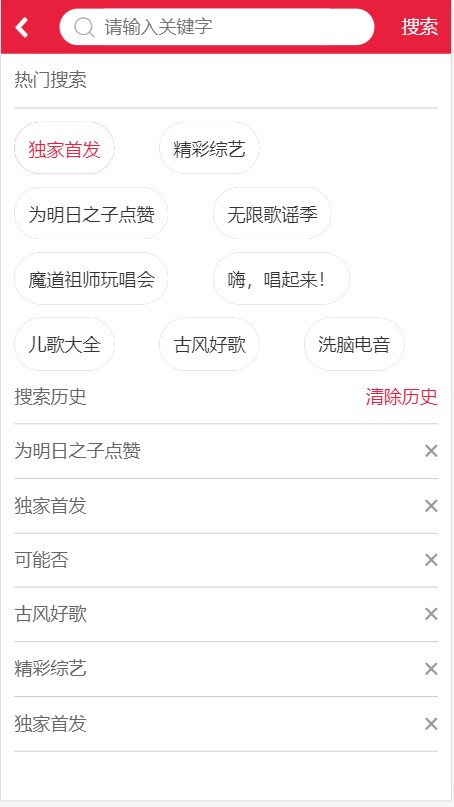 请输入关键字 搜索
热门搜索
独家首发 精彩综艺
为明日之子点赞 无限歌谣季
魔道祖师玩唱会 嗨，唱起来！
儿歌大全 古风好歌 洗脑电音
搜索历史 清除历史
为明日之子点赞
独家首发
可能否
古风好歌
精彩综艺
独家首发